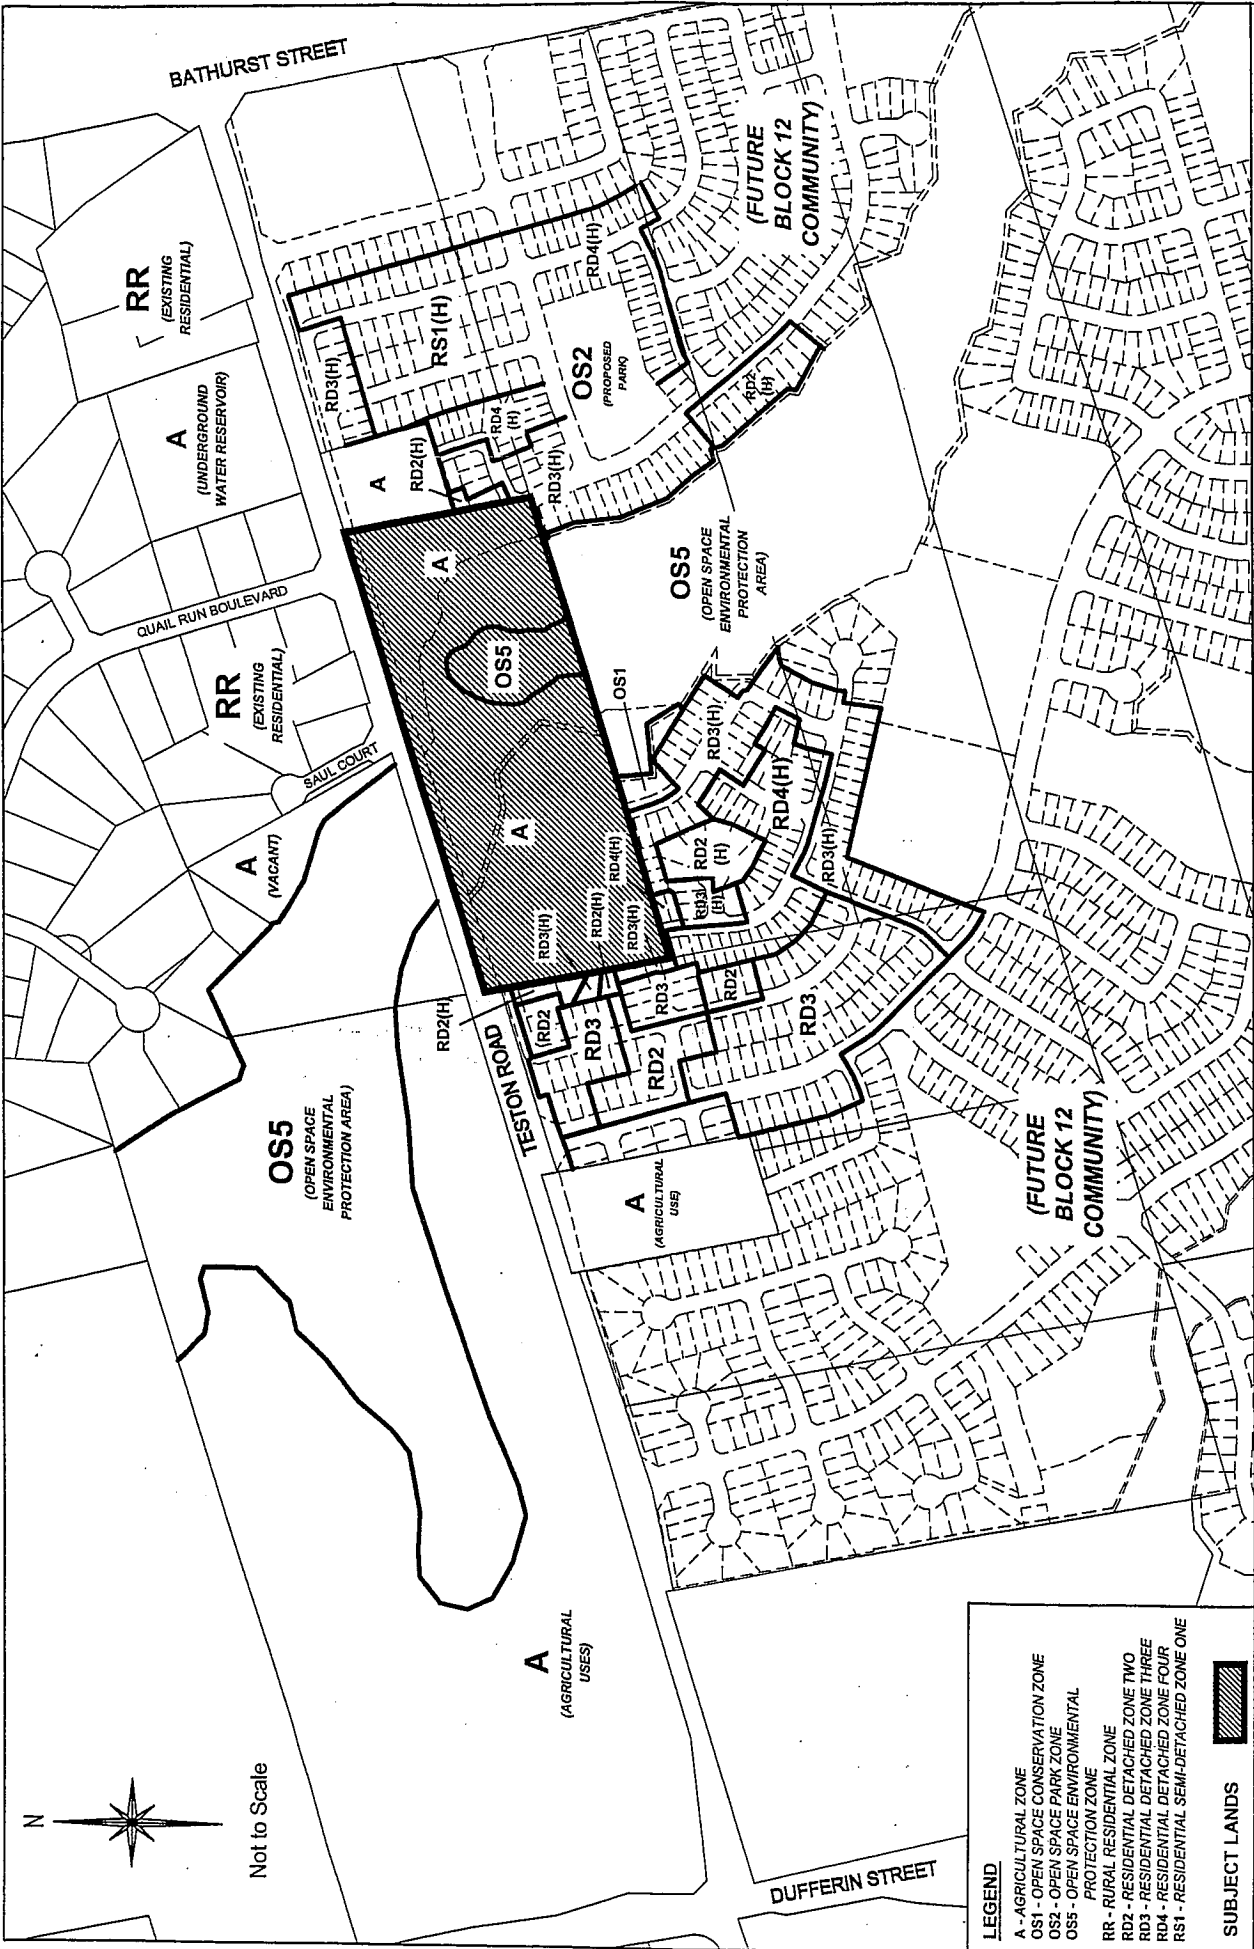 BATHURST STREET
RR
(EXISTING
RESIDENTIAL)
A
(UNDERGROUND
WATER RESERVOIR)
QUAIL RUN BOULEVARD
RR
(EXISTING
RESIDENTIAL)
SAUL COURT
A
(VACANT)
RD3(H)
RS1(H)
RD4(H)
OS2
(PROPOSED
PARK)
RD4
(H)
A
RD2(H)
RD3(H)
RD2
(H)
(FUTURE
BLOCK 12
COMMUNITY)
A
OS5
A
OS5
(OPEN SPACE
ENVIRONMENTAL
PROTECTION
AREA)
OS1
RD3(H)
RD4(H)
RD2
(H)
RD3
(H)
RD3(H)
RD4(H)
RD2(H)
RD3(H)
RD3(H)
RD2(H)
RD2
RD3
RD3
RD2
RD2
RD3
TESTON ROAD
OS5
(OPEN SPACE
ENVIRONMENTAL
PROTECTION AREA)
A
(AGRICULTURAL
USE)
(FUTURE
BLOCK 12
COMMUNITY)
A
(AGRICULTURAL
USES)
N
Not to Scale
DUFFERIN STREET
LEGEND
A - AGRICULTURAL ZONE
OS1 - OPEN SPACE CONSERVATION ZONE
OS2 - OPEN SPACE PARK ZONE
OS5 - OPEN SPACE ENVIRONMENTAL
PROTECTION ZONE
RR - RURAL RESIDENTIAL ZONE
RD2 - RESIDENTIAL DETACHED ZONE TWO
RD3 - RESIDENTIAL DETACHED ZONE THREE
RD4 - RESIDENTIAL DETACHED ZONE FOUR
RS1 - RESIDENTIAL SEMI-DETACHED ZONE ONE
SUBJECT LANDS